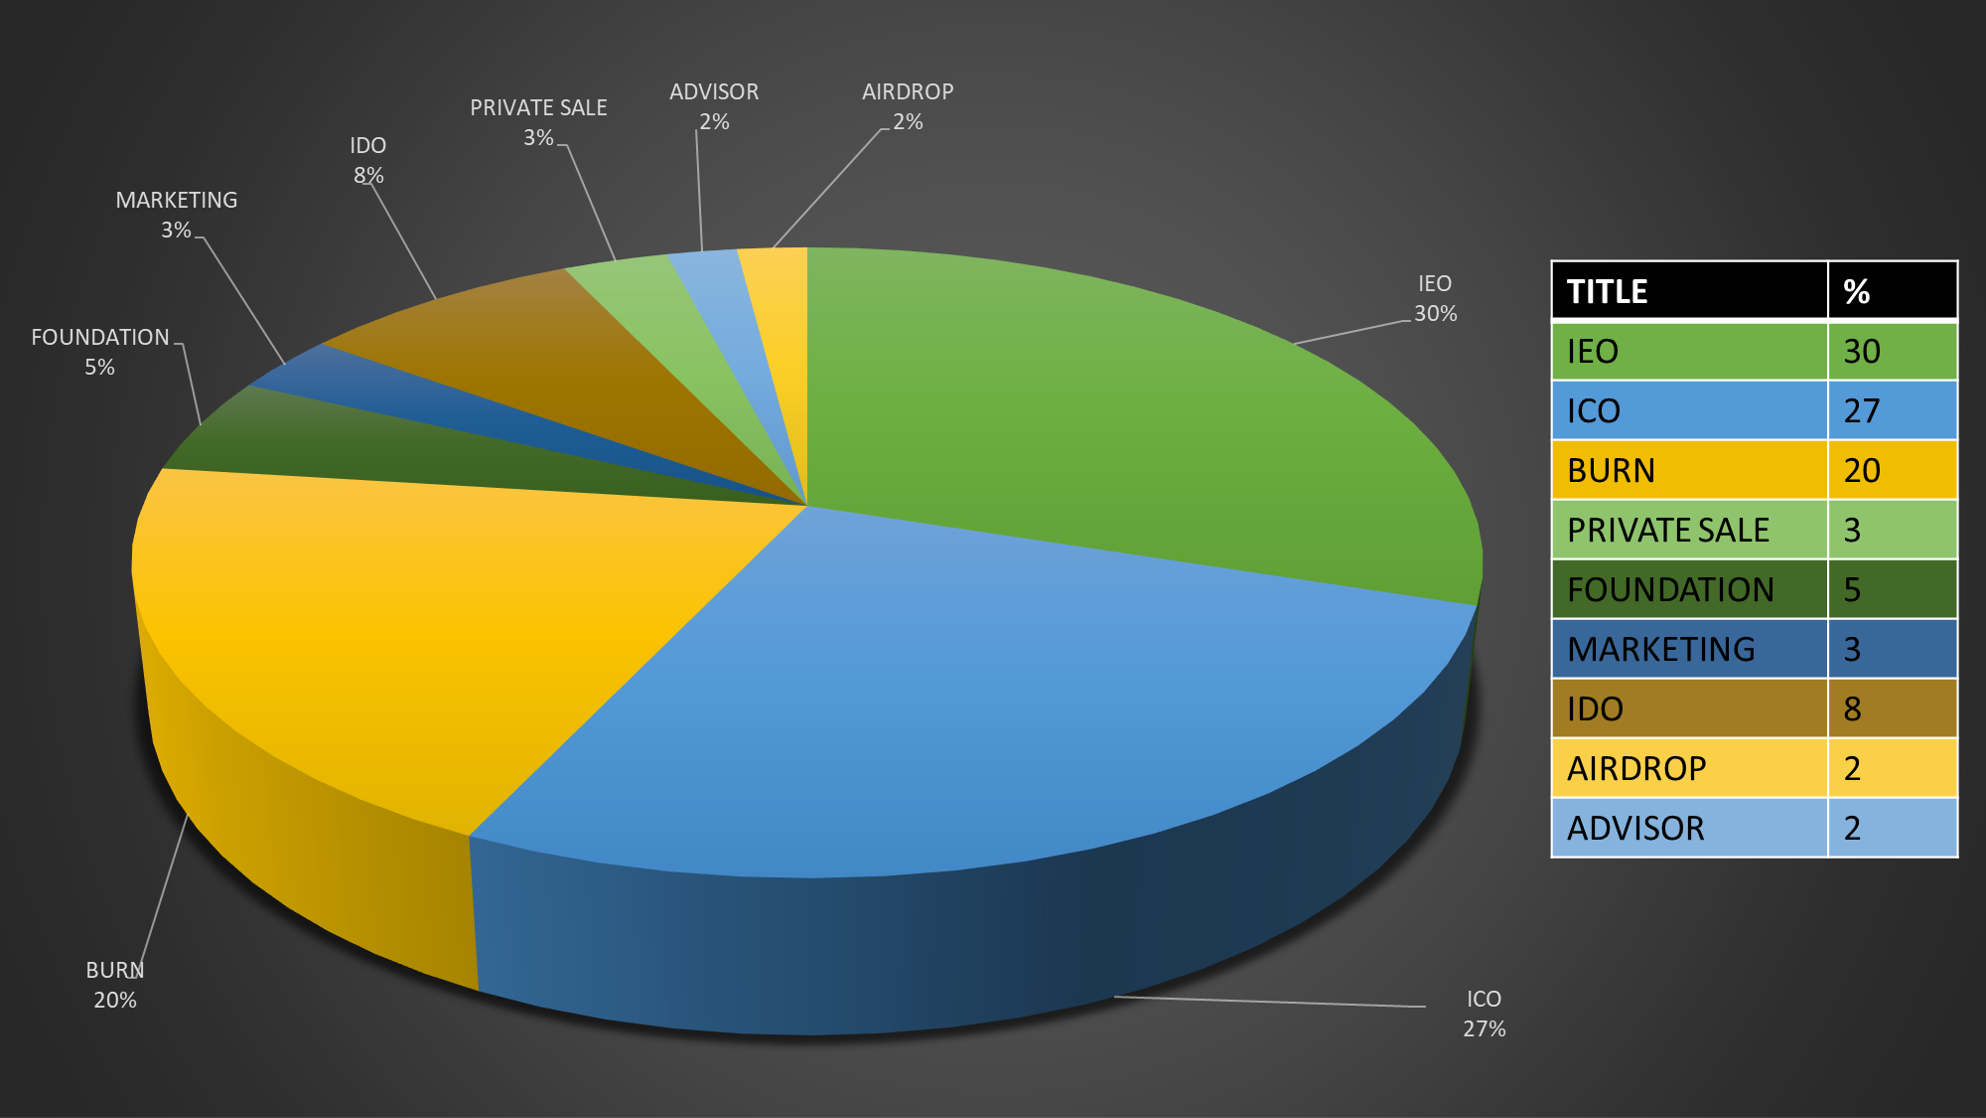 ADVISOR
2%
AIRDROP
2%
PRIVATE SALE
3%
IDO
8%
MARKETING
3%
FOUNDATION
5%
IEO
30%
BURN
20%
ICO
27%
TITLE %
IEO 30
ICO 27
BURN 20
PRIVATE SALE 3
FOUNDATION 5
MARKETING 3
IDO 8
AIRDROP 2
ADVISOR 2